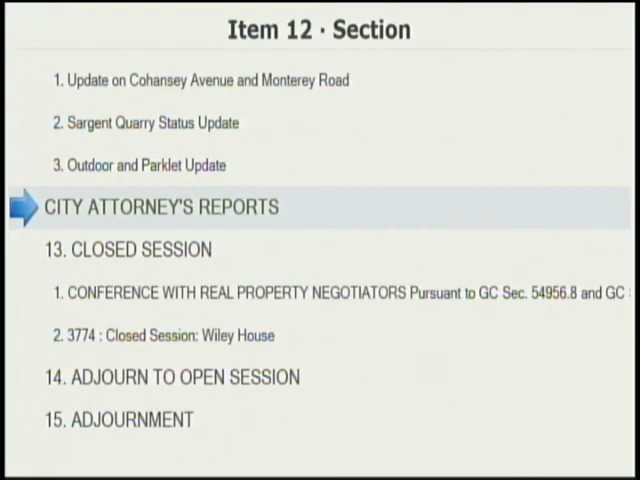 Item 12 · Section
1. Update on Cohansey Avenue and Monterey Road
2. Sargent Quarry Status Update
3. Outdoor and Parklet Update
CITY ATTORNEY'S REPORTS
13. CLOSED SESSION
1. CONFERENCE WITH REAL PROPERTY NEGOTIATORS Pursuant to GC Sec. 54956.8 and GC
2. 3774 : Closed Session: Wiley House
14. ADJOURN TO OPEN SESSION
15. ADJOURNMENT